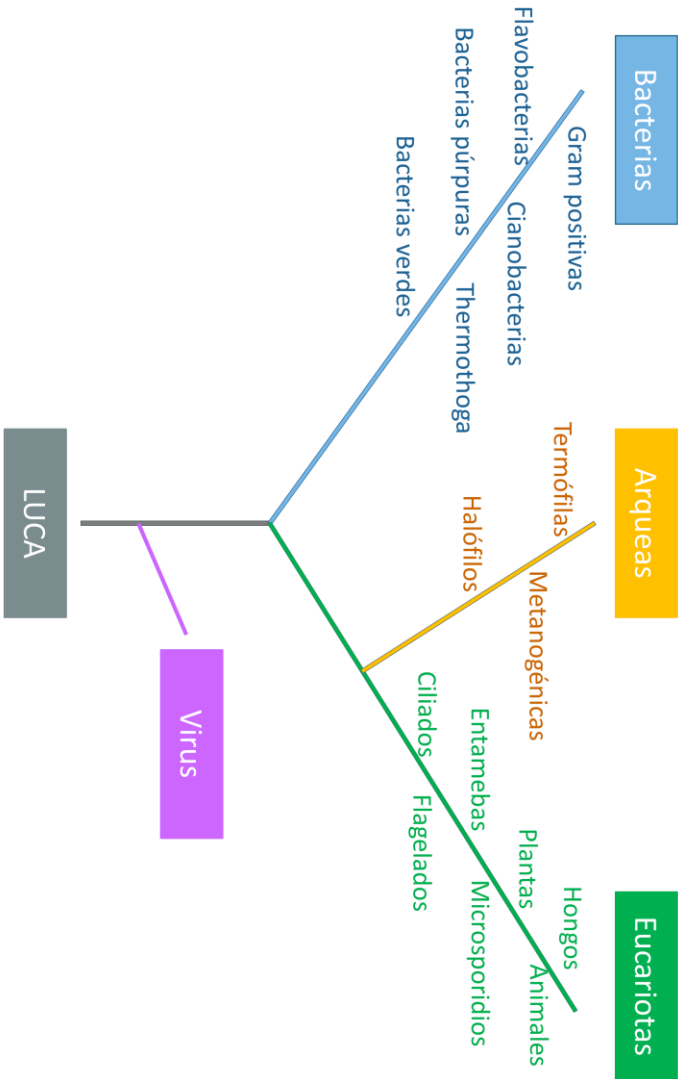 Bacterias
Arqueas
Eucariotas
Gram positivas
Flavobacterias
Cianobacterias
Bacterias púrpuras
Thermothoga
Bacterias verdes
Termófilas
Metanogénicas
Halófilos
Hongos
Animales
Plantas
Microsporidios
Entamebas
Flagelados
Ciliados
Virus
LUCA